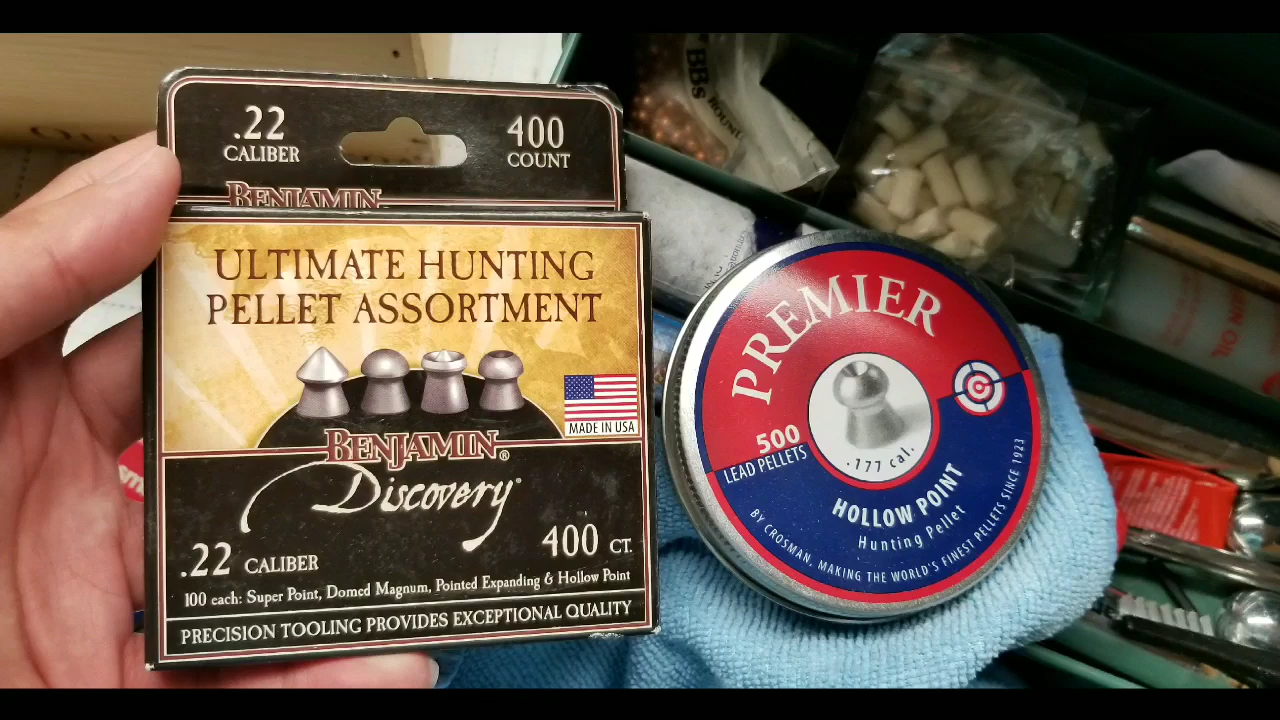 .22
CALIBER
400
COUNT
BENJAMIN
ULTIMATE HUNTING
PELLET ASSORTMENT
MADE IN USA
BENJAMIN®
Discovery
.22 CALIBER
400 CT.
100 each: Super Point, Domed Magnum, Pointed Expanding & Hollow Point
PRECISION TOOLING PROVIDES EXCEPTIONAL QUALITY
BBs
ROUND
PREMIER
500
LEAD PELLETS
.177 cal.
HOLLOW POINT
Hunting Pellet
BY CROSMAN, MAKING THE WORLD'S FINEST PELLETS SINCE 1923
OIL